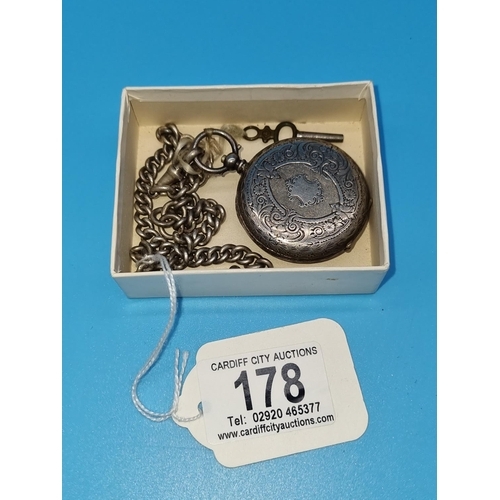 CARDIFF CITY AUCTIONS
178
Tel: 02920 465377
www.cardiffcityauctions.com